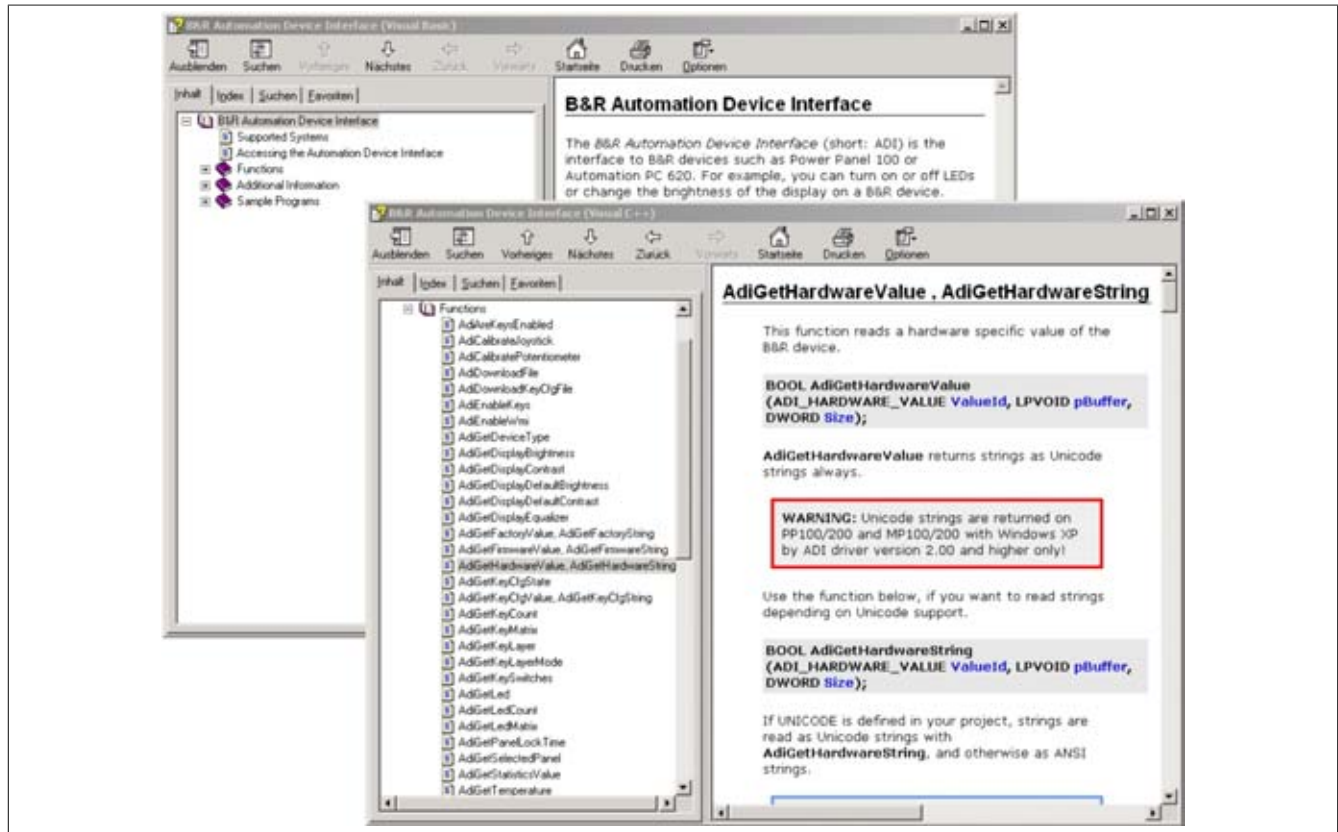 B&R Automation Device Interface (Visual Basic)
Ausblenden Suchen Vorheriges Nächstes Zurück Vorwärts Startseite Drucken Optionen
Inhalt Index Suchen Favoriten
B&R Automation Device Interface
Supported Systems
Accessing the Automation Device Interface
Functions
Additional Information
Sample Programs
B&R Automation Device Interface
The B&R Automation Device Interface (short: ADI) is the
interface to B&R devices such as Power Panel 100 or
Automation PC 620. For example, you can turn on or off LEDs
or change the brightness of the display on a B&R device.
B&R Automation Device Interface (Visual C++)
Ausblenden Suchen Vorheriges Nächstes Zurück Vorwärts Startseite Drucken Optionen
Inhalt Index Suchen Favoriten
Functions
AdiAreKeysEnabled
AdiCalibrateJoystick
AdiCalibratePotentiometer
AdiDownloadFile
AdiDownloadKeyCfgFile
AdiEnableKeys
AdiEnableWmi
AdiGetDeviceType
AdiGetDisplayBrightness
AdiGetDisplayContrast
AdiGetDisplayDefaultBrightness
AdiGetDisplayDefaultContrast
AdiGetDisplayEqualizer
AdiGetFactoryValue, AdiGetFactoryString
AdiGetFirmwareValue, AdiGetFirmwareString
AdiGetHardwareValue, AdiGetHardwareString
AdiGetKeyCfgState
AdiGetKeyCfgValue, AdiGetKeyCfgString
AdiGetKeyCount
AdiGetKeyMatrix
AdiGetKeyLayer
AdiGetKeyLayerMode
AdiGetKeySwitches
AdiGetLed
AdiGetLedCount
AdiGetLedMatrix
AdiGetPanelLockTime
AdiGetSelectedPanel
AdiGetStatisticsValue
AdiGetTemperature
AdiGetHardwareValue , AdiGetHardwareString
This function reads a hardware specific value of the
B&R device.
BOOL AdiGetHardwareValue
(ADI_HARDWARE_VALUE ValueId, LPVOID pBuffer,
DWORD Size);
AdiGetHardwareValue returns strings as Unicode
strings always.
WARNING: Unicode strings are returned on
PP100/200 and MP100/200 with Windows XP
by ADI driver version 2.00 and higher only!
Use the function below, if you want to read strings
depending on Unicode support.
BOOL AdiGetHardwareString
(ADI_HARDWARE_VALUE ValueId, LPVOID pBuffer,
DWORD Size);
If UNICODE is defined in your project, strings are
read as Unicode strings with
AdiGetHardwareString, and otherwise as ANSI
strings.